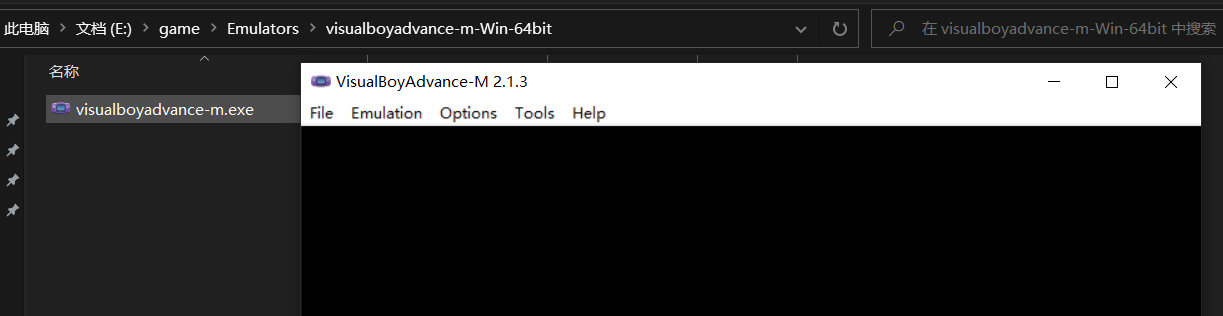 此电脑 > 文档 (E:) > game > Emulators > visualboyadvance-m-Win-64bit
在 visualboyadvance-m-Win-64bit 中搜索
名称
visualboyadvance-m.exe
VisualBoyAdvance-M 2.1.3
File Emulation Options Tools Help